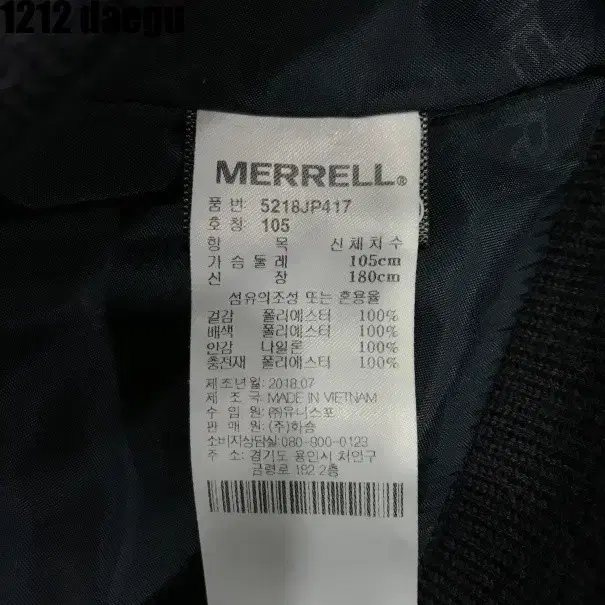 1212 daegu
MERRELL®
품 번: 5218JP417
호 칭: 105
항 목 신체치수
가슴둘레 105cm
신 장 180cm
섬유의조성 또는 혼용율
겉감 폴리에스터 100%
배색 폴리에스터 100%
안감 나일론 100%
충전재 폴리에스터 100%
제조년월: 2018.07
제 조 국: MADE IN VIETNAM
수 입 원: ㈜유니스포
판 매 원: (주)화승
소비자상담실: 080-900-0123
주 소: 경기도 용인시 처인구
금령로 182 2층